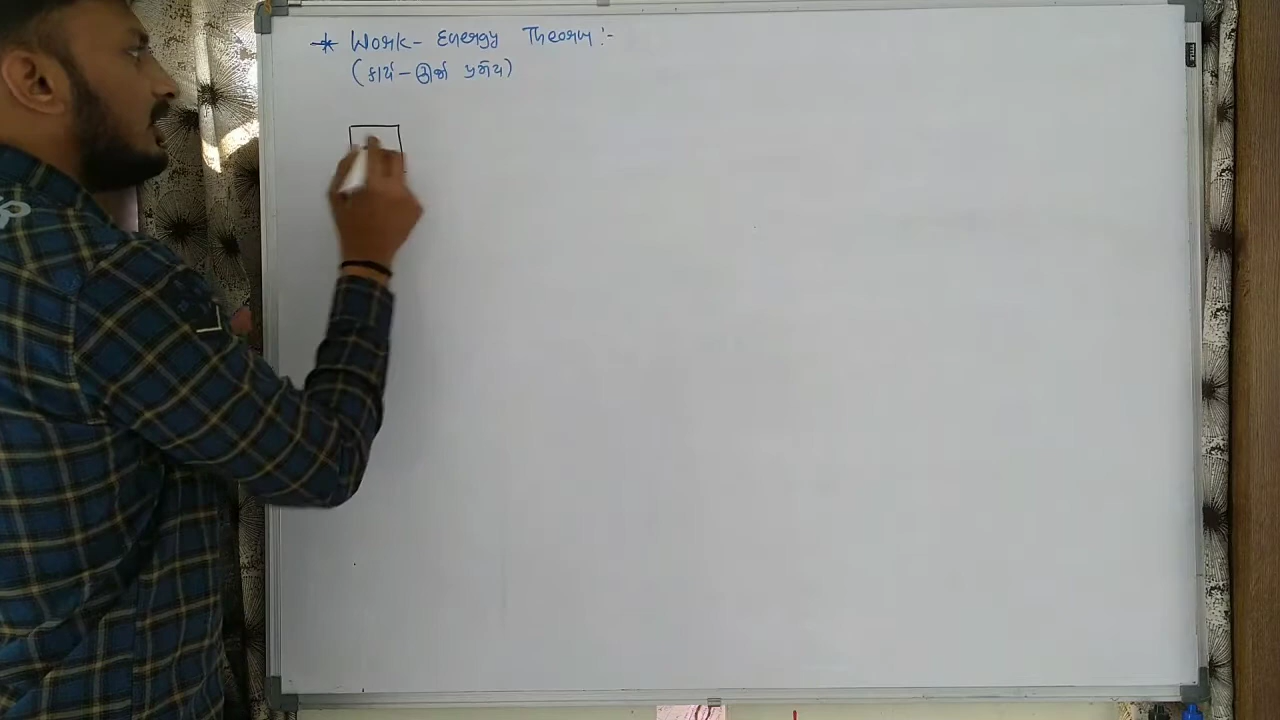 * Work- Energy Theorem :-
(કાર્ય - ઊર્જા પ્રમેય)